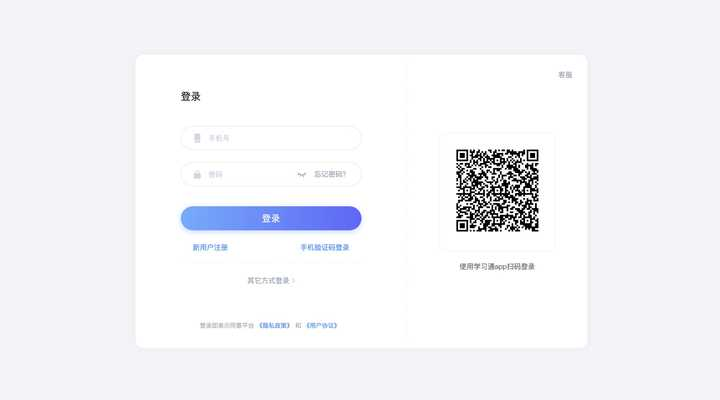 客服
登录
手机号
密码
忘记密码?
登录
新用户注册
手机验证码登录
其它方式登录
登录即表示同意平台《隐私政策》和《用户协议》
使用学习通app扫码登录